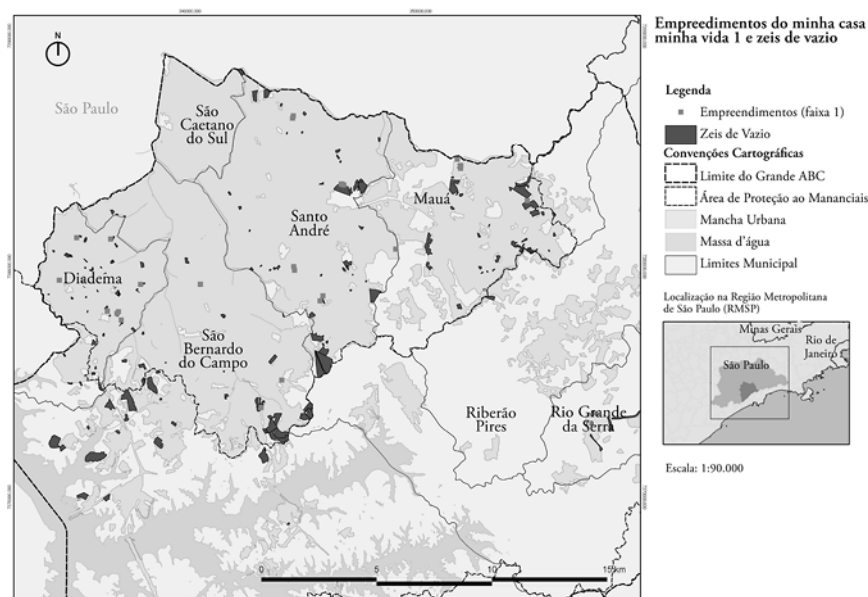 Empreedimentos do minha casa
minha vida 1 e zeis de vazio
Legenda
Empreendimentos (faixa 1)
Zeis de Vazio
Convenções Cartográficas
Limite do Grande ABC
Área de Proteção ao Mananciais
Mancha Urbana
Massa d'água
Limites Municipal
Localização na Região Metropolitana
de São Paulo (RMSP)
Minas Gerais
Rio de
Janeiro
São Paulo
Escala: 1:90.000
N
São Paulo
São
Caetano
do Sul
Santo
André
Mauá
Diadema
São
Bernardo
do Campo
Riberão
Pires
Rio Grande
da Serra
0
5
10
15km